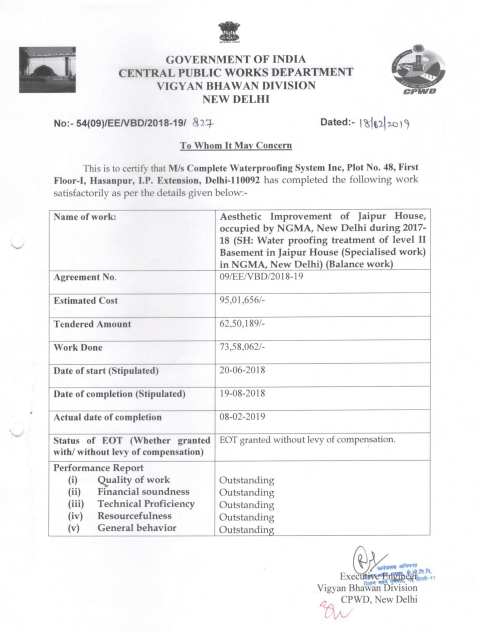 GOVERNMENT OF INDIA
CENTRAL PUBLIC WORKS DEPARTMENT
VIGYAN BHAWAN DIVISION
NEW DELHI
CPWD
No:- 54(09)/EE/VBD/2018-19/ 827
Dated:- 18/02/2019
To Whom It May Concern
This is to certify that M/s Complete Waterproofing System Inc, Plot No. 48, First
Floor-I, Hasanpur, I.P. Extension, Delhi-110092 has completed the following work
satisfactorily as per the details given below:-
Name of work:
Aesthetic Improvement of Jaipur House,
occupied by NGMA, New Delhi during 2017-
18 (SH: Water proofing treatment of level II
Basement in Jaipur House (Specialised work)
in NGMA, New Delhi) (Balance work)
Agreement No.
09/EE/VBD/2018-19
Estimated Cost
95,01,656/-
Tendered Amount
62,50,189/-
Work Done
73,58,062/-
Date of start (Stipulated)
20-06-2018
Date of completion (Stipulated)
19-08-2018
Actual date of completion
08-02-2019
Status of EOT (Whether granted
with/ without levy of compensation)
EOT granted without levy of compensation.
Performance Report
(i) Quality of work Outstanding
(ii) Financial soundness Outstanding
(iii) Technical Proficiency Outstanding
(iv) Resourcefulness Outstanding
(v) General behavior Outstanding
Executive Engineer
Vigyan Bhawan Division
CPWD, New Delhi